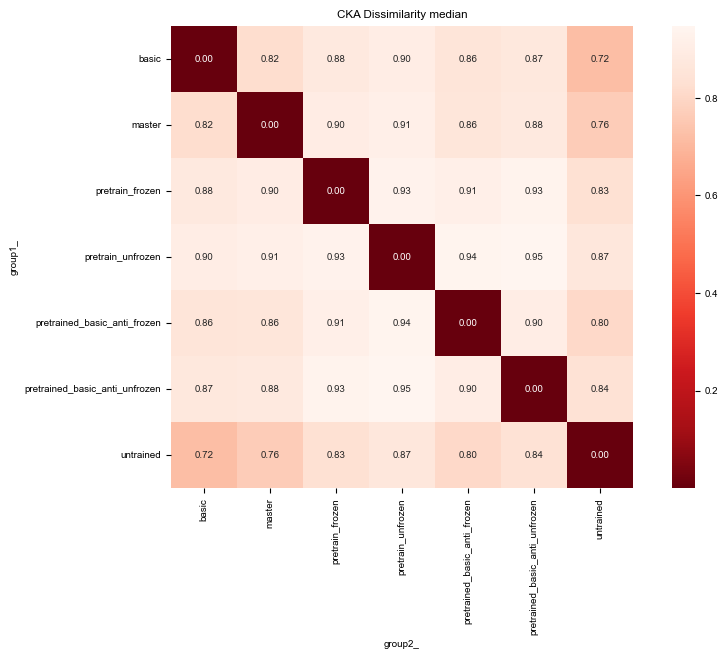 CKA Dissimilarity median
group1_
basic 0.00 0.82 0.88 0.90 0.86 0.87 0.72
master 0.82 0.00 0.90 0.91 0.86 0.88 0.76
pretrain_frozen 0.88 0.90 0.00 0.93 0.91 0.93 0.83
pretrain_unfrozen 0.90 0.91 0.93 0.00 0.94 0.95 0.87
pretrained_basic_anti_frozen 0.86 0.86 0.91 0.94 0.00 0.90 0.80
pretrained_basic_anti_unfrozen 0.87 0.88 0.93 0.95 0.90 0.00 0.84
untrained 0.72 0.76 0.83 0.87 0.80 0.84 0.00
basic
master
pretrain_frozen
pretrain_unfrozen
pretrained_basic_anti_frozen
pretrained_basic_anti_unfrozen
untrained
group2_
0.8
0.6
0.4
0.2